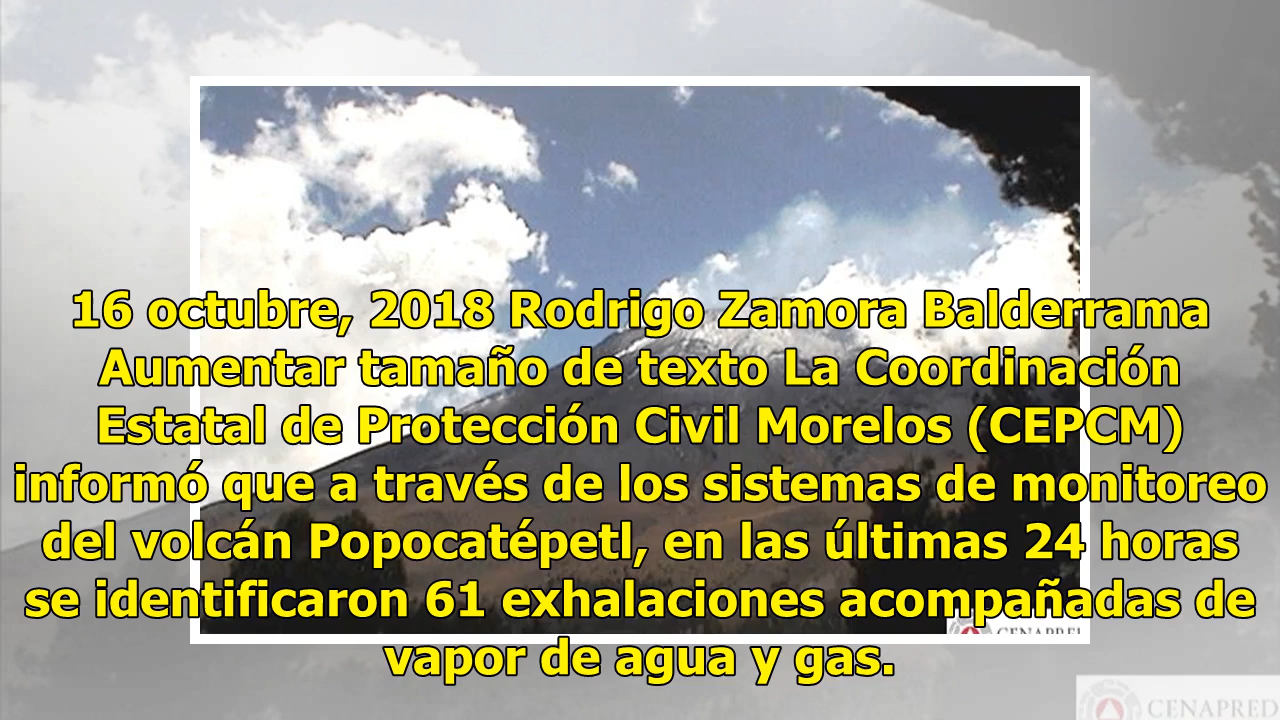 16 octubre, 2018 Rodrigo Zamora Balderrama
Aumentar tamaño de texto La Coordinación
Estatal de Protección Civil Morelos (CEPCM)
informó que a través de los sistemas de monitoreo
del volcán Popocatépetl, en las últimas 24 horas
se identificaron 61 exhalaciones acompañadas de
vapor de agua y gas.
CENAPRED
CENAPRED